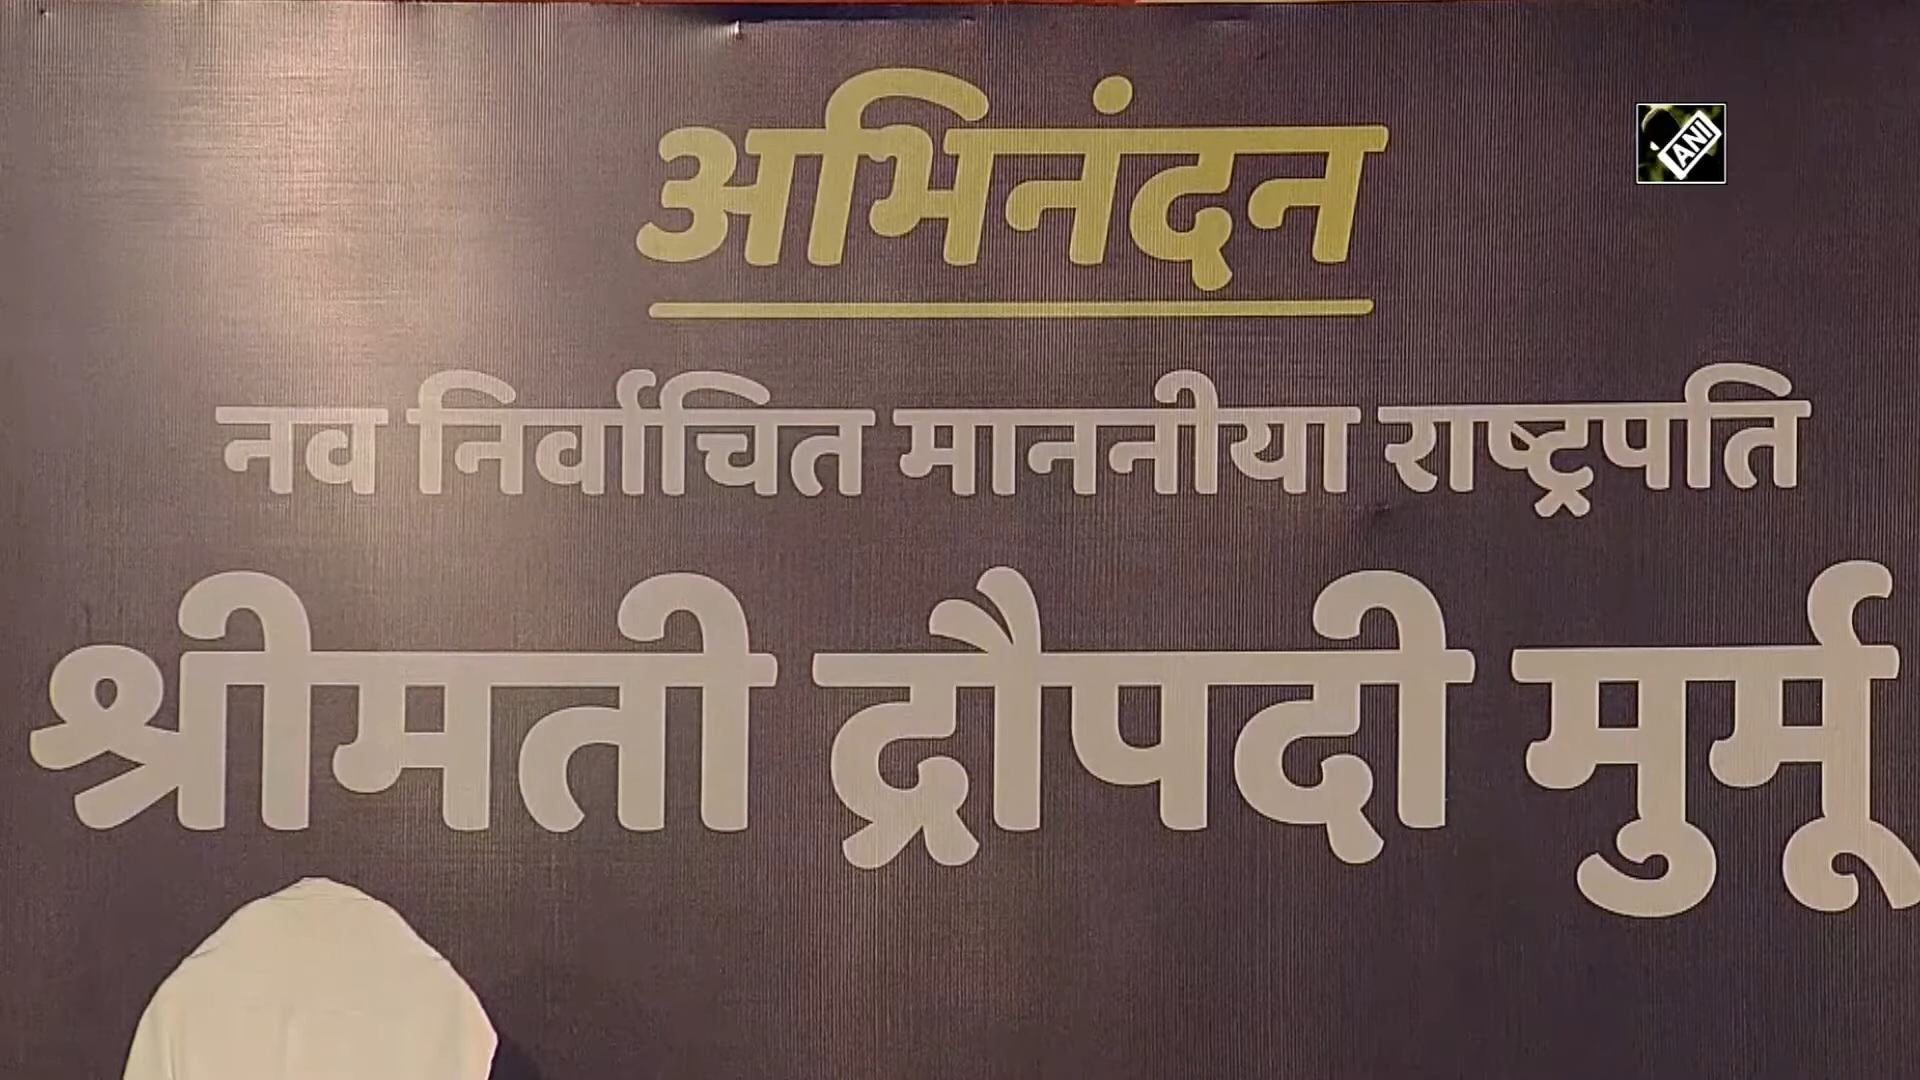 अभिनंदन
ANI
नव निर्वाचित माननीया राष्ट्रपति
श्रीमती द्रौपदी मुर्मू